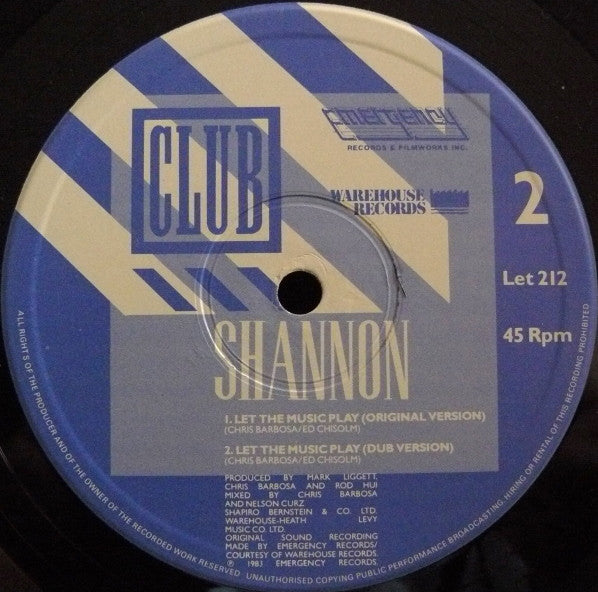 CLUB
emergency
RECORDS & FILMWORKS INC.
WAREHOUSE
RECORDS
2
Let 212
45 Rpm
SHANNON
1. LET THE MUSIC PLAY (ORIGINAL VERSION)
(CHRIS BARBOSA/ED CHISOLM)
2. LET THE MUSIC PLAY (DUB VERSION)
(CHRIS BARBOSA/ED CHISOLM)
PRODUCED BY MARK LIGGETT,
CHRIS BARBOSA AND ROD HUI
MIXED BY CHRIS BARBOSA
AND NELSON CURZ
SHAPIRO BERNSTEIN & CO. LTD.
WAREHOUSE-HEATH LEVY
MUSIC CO. LTD.
ORIGINAL SOUND RECORDING
MADE BY EMERGENCY RECORDS/
COURTESY OF WAREHOUSE RECORDS.
℗ 1983 EMERGENCY RECORDS.
ALL RIGHTS OF THE PRODUCER AND OF THE OWNER OF THE RECORDED WORK RESERVED UNAUTHORISED COPYING PUBLIC PERFORMANCE BROADCASTING HIRING OR RENTAL OF THIS RECORDING PROHIBITED